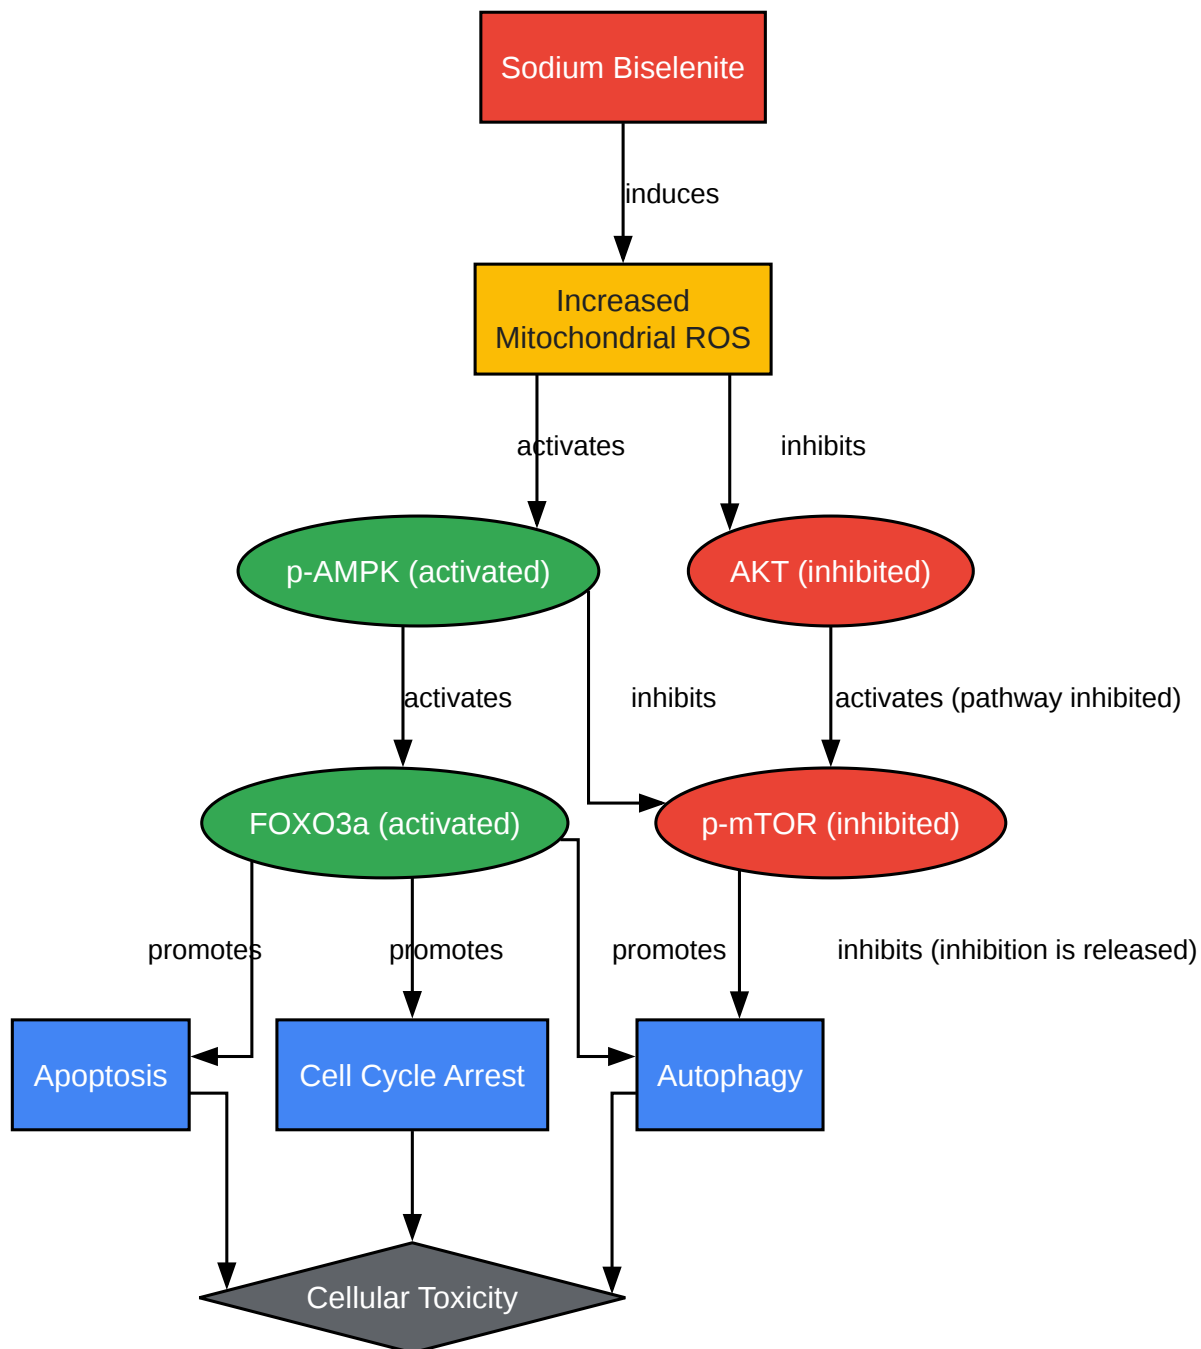 Sodium Biselenite
induces
Increased
Mitochondrial ROS
activates
inhibits
p-AMPK (activated)
AKT (inhibited)
activates
inhibits
activates (pathway inhibited)
FOXO3a (activated)
p-mTOR (inhibited)
promotes
promotes
promotes
inhibits (inhibition is released)
Apoptosis
Cell Cycle Arrest
Autophagy
Cellular Toxicity